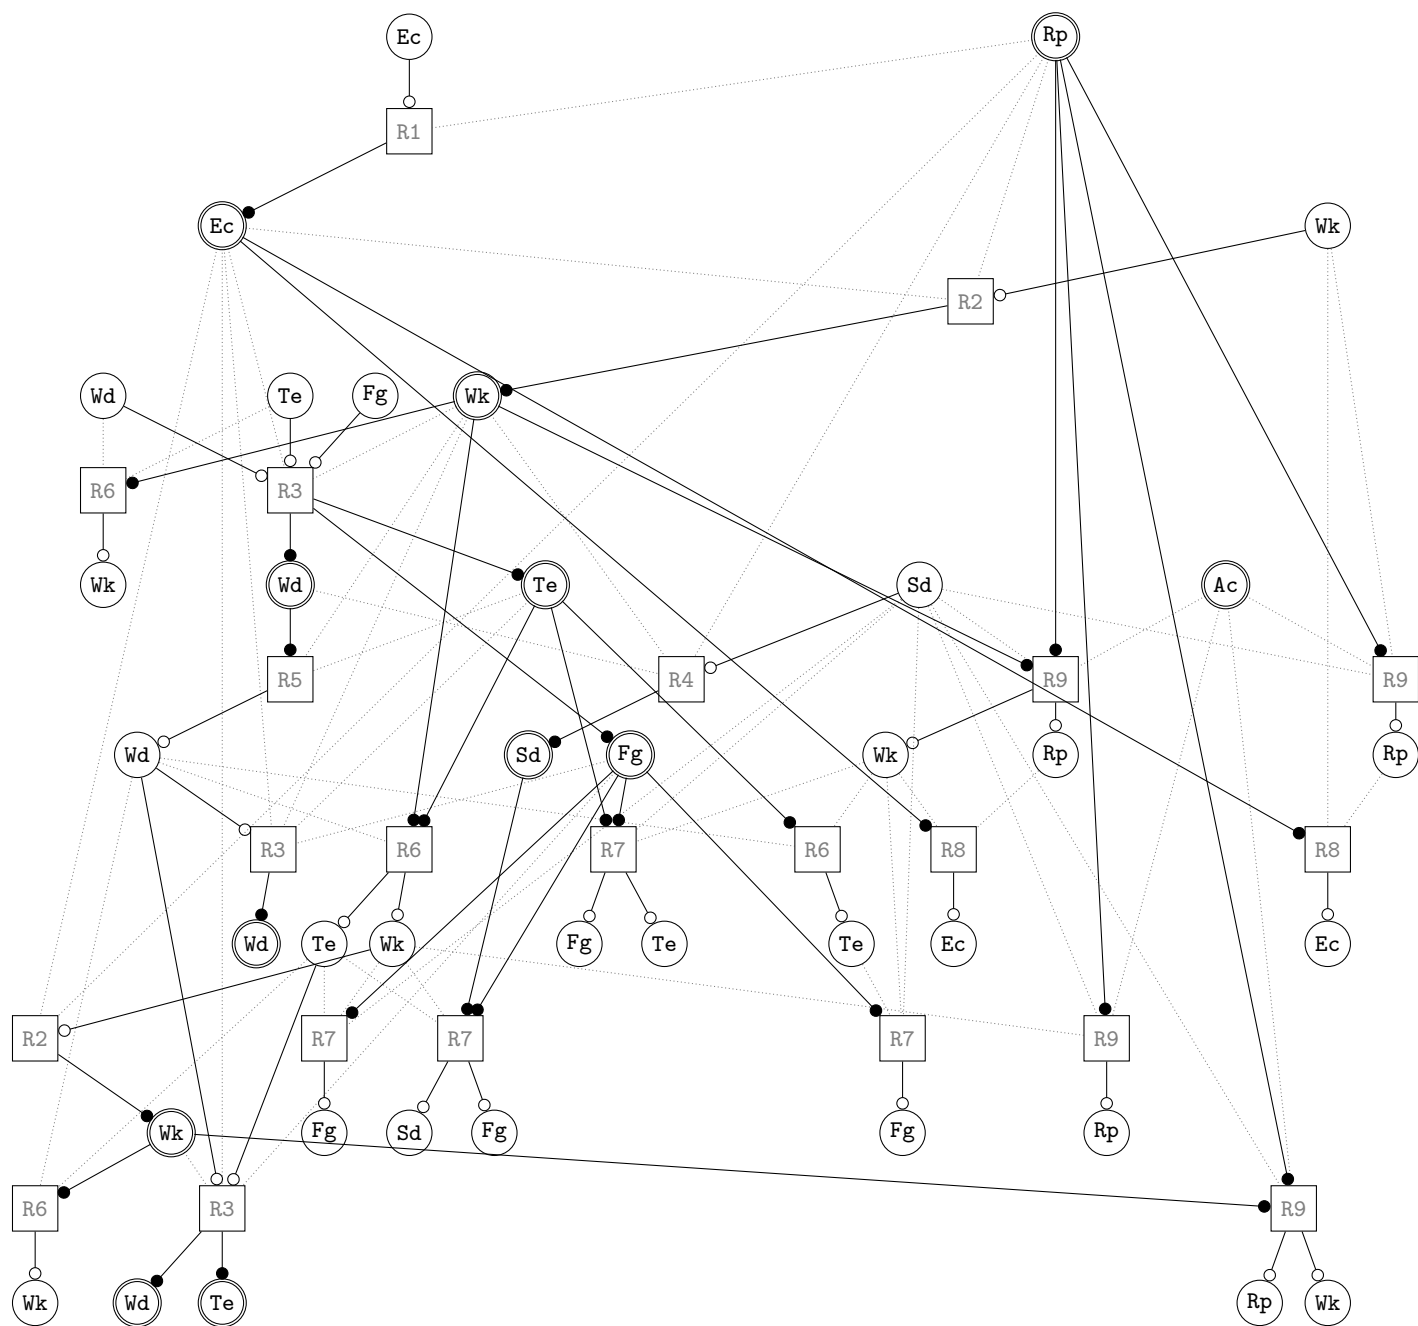 Ec Rp
R1
Ec Wk
R2
Wd Te Fg Wk
R6 R3
Wk Wd Te Sd Ac
R5 R4 R9 R9
Wd Sd Fg Wk Rp Rp
R3 R6 R7 R6 R8 R8
Wd Te Wk Fg Te Te Ec Ec
R2 R7 R7 R7 R9
Wk Fg Sd Fg Fg Rp
R6 R3 R9
Wk Wd Te Rp Wk